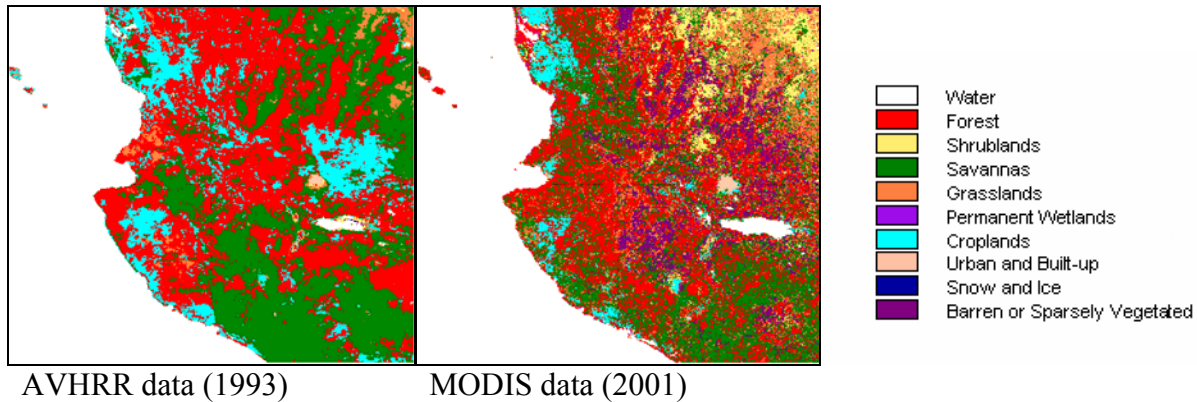 Water
Forest
Shrublands
Savannas
Grasslands
Permanent Wetlands
Croplands
Urban and Built-up
Snow and Ice
Barren or Sparsely Vegetated
AVHRR data (1993)
MODIS data (2001)